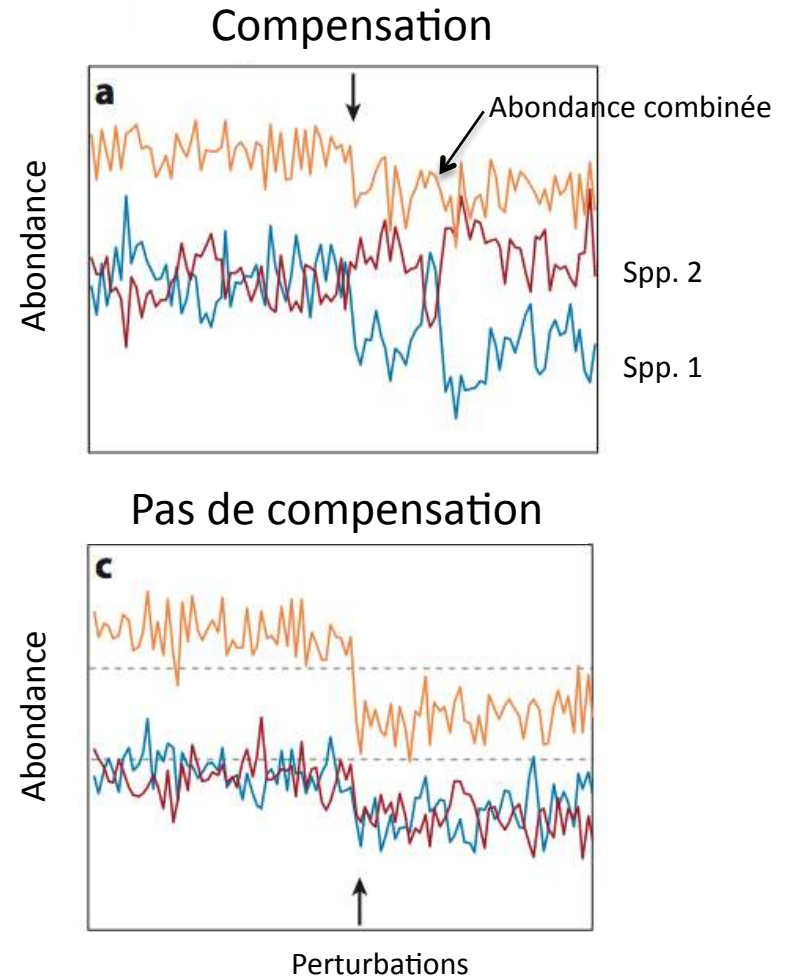 Compensation
a
Abondance combinée
Abondance
Spp. 2
Spp. 1
Pas de compensation
c
Abondance
Perturbations